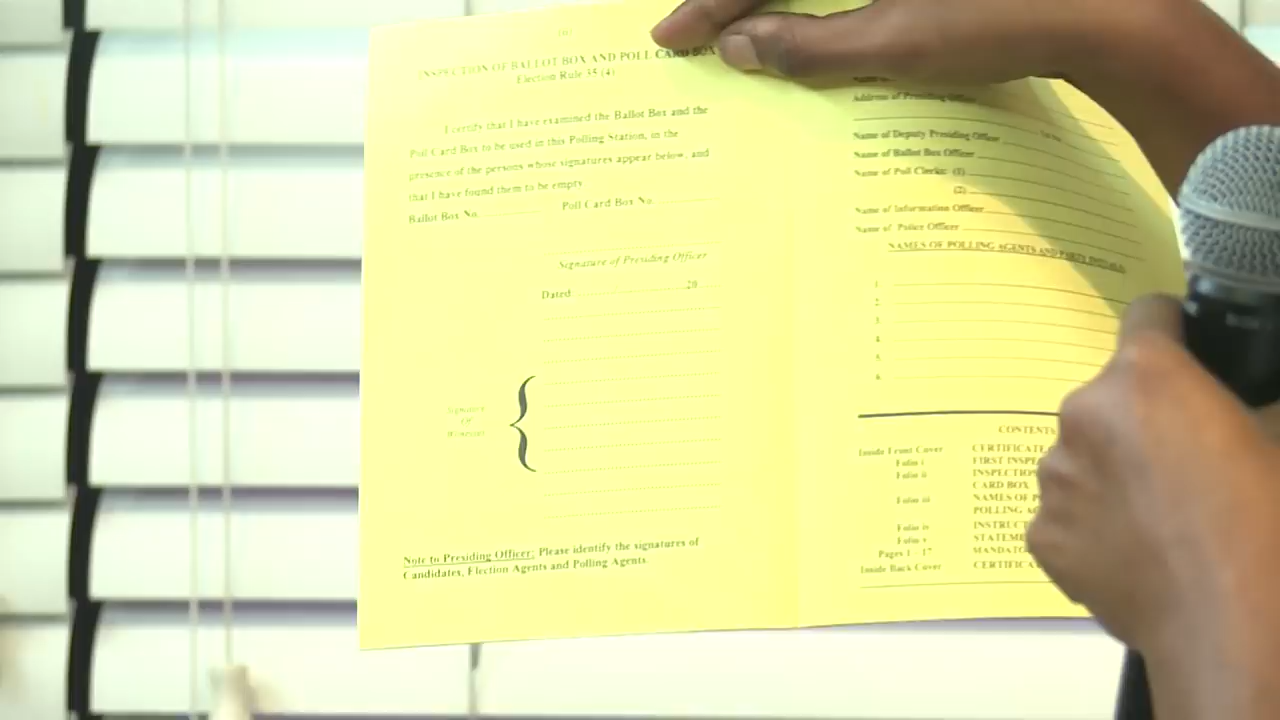 INSPECTION OF BALLOT BOX AND POLL CARD BOX
Election Rule 35 (4)
I certify that I have examined the Ballot Box and the
Poll Card Box to be used in this Polling Station, in the
presence of the persons whose signatures appear below, and
that I have found them to be empty
Ballot Box No. Poll Card Box No.
Signature of Presiding Officer
Dated 20
Signature
Of
Witnesses
Note to Presiding Officer: Please identify the signatures of
Candidates, Election Agents and Polling Agents
Address of Presiding Officer
Name of Deputy Presiding Officer
Name of Ballot Box Officer
Name of Poll Clerks: (1)
(2)
Name of Information Officer
Name of Police Officer
NAMES OF POLLING AGENTS AND PARTY INITIALS
1.
2.
3.
4.
5.
6.
CONTENTS
Inside Front Cover CERTIFICATE
Folio i FIRST INSPE
Folio ii INSPECTION
CARD BOX
Folio iii NAMES OF P
POLLING AG
Folio iv INSTRUCT
Folio v STATEME
Pages 1 - 17 MANDATO
Inside Back Cover CERTIFICA